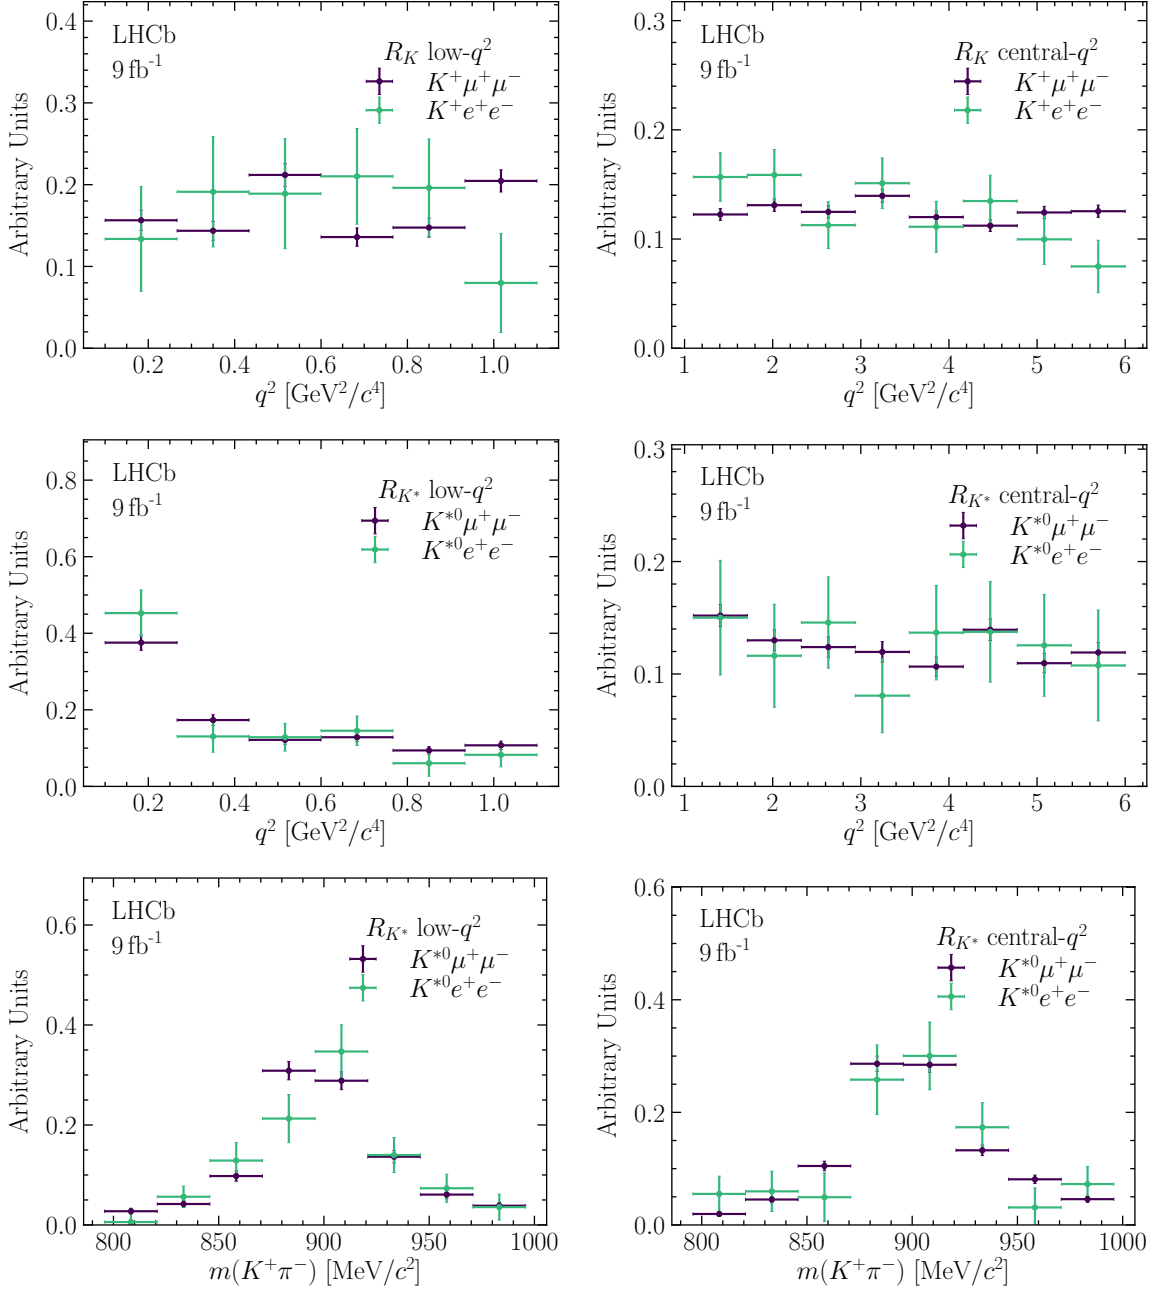 LHCb
9 fb⁻¹
R_K low-q²
K⁺μ⁺μ⁻
K⁺e⁺e⁻
Arbitrary Units
0.4
0.3
0.2
0.1
0.0
0.2 0.4 0.6 0.8 1.0
q² [GeV²/c⁴]
LHCb
9 fb⁻¹
R_K central-q²
K⁺μ⁺μ⁻
K⁺e⁺e⁻
Arbitrary Units
0.3
0.2
0.1
0.0
1 2 3 4 5 6
q² [GeV²/c⁴]
LHCb
9 fb⁻¹
R_K* low-q²
K*⁰μ⁺μ⁻
K*⁰e⁺e⁻
Arbitrary Units
0.8
0.6
0.4
0.2
0.0
0.2 0.4 0.6 0.8 1.0
q² [GeV²/c⁴]
LHCb
9 fb⁻¹
R_K* central-q²
K*⁰μ⁺μ⁻
K*⁰e⁺e⁻
Arbitrary Units
0.3
0.2
0.1
0.0
1 2 3 4 5 6
q² [GeV²/c⁴]
LHCb
9 fb⁻¹
R_K* low-q²
K*⁰μ⁺μ⁻
K*⁰e⁺e⁻
Arbitrary Units
0.6
0.4
0.2
0.0
800 850 900 950 1000
m(K⁺π⁻) [MeV/c²]
LHCb
9 fb⁻¹
R_K* central-q²
K*⁰μ⁺μ⁻
K*⁰e⁺e⁻
Arbitrary Units
0.6
0.4
0.2
0.0
800 850 900 950 1000
m(K⁺π⁻) [MeV/c²]